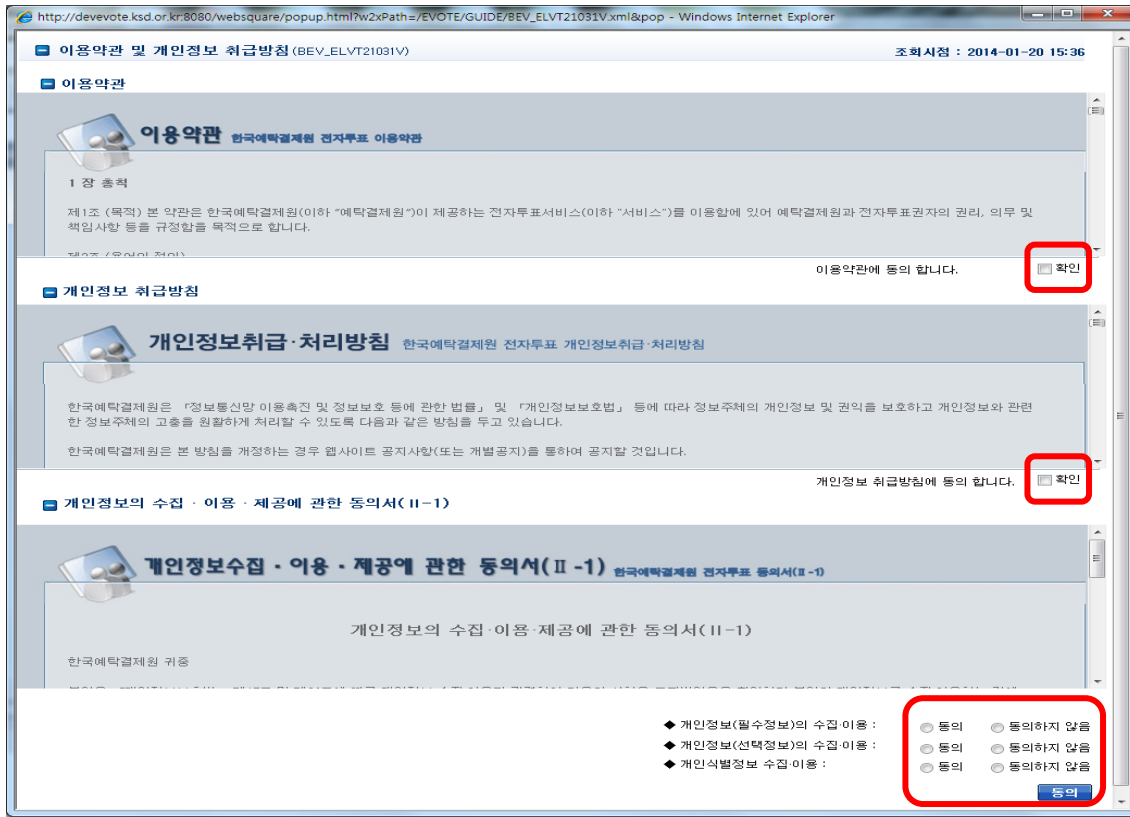 http://devevote.ksd.or.kr:8080/websquare/popup.html?w2xPath=/EVOTE/GUIDE/BEV_ELVT21031V.xml&pop - Windows Internet Explorer
이용약관 및 개인정보 취급방침(BEV_ELVT21031V)
조회시점 : 2014-01-20 15:36
이용약관
이용약관 한국예탁결제원 전자투표 이용약관
1 장 총칙
제1조 (목적) 본 약관은 한국예탁결제원(이하 "예탁결제원")이 제공하는 전자투표서비스(이하 "서비스")를 이용함에 있어 예탁결제원과 전자투표권자의 권리, 의무 및
책임사항 등을 규정함을 목적으로 합니다.
제2조 (용어의 정의)
이용약관에 동의 합니다.
확인
개인정보 취급방침
개인정보취급·처리방침 한국예탁결제원 전자투표 개인정보취급·처리방침
한국예탁결제원은 「정보통신망 이용촉진 및 정보보호 등에 관한 법률」 및 「개인정보보호법」 등에 따라 정보주체의 개인정보 및 권익을 보호하고 개인정보와 관련
한 정보주체의 고충을 원활하게 처리할 수 있도록 다음과 같은 방침을 두고 있습니다.
한국예탁결제원은 본 방침을 개정하는 경우 웹사이트 공지사항(또는 개별공지)을 통하여 공지할 것입니다.
개인정보 취급방침에 동의 합니다.
확인
개인정보의 수집 · 이용 · 제공에 관한 동의서(II-1)
개인정보수집 · 이용 · 제공에 관한 동의서(Ⅱ-1) 한국예탁결제원 전자투표 동의서(Ⅱ-1)
개인정보의 수집·이용·제공에 관한 동의서(II-1)
한국예탁결제원 귀중
◆ 개인정보(필수정보)의 수집·이용 : 동의 동의하지 않음
◆ 개인정보(선택정보)의 수집·이용 : 동의 동의하지 않음
◆ 개인식별정보 수집·이용 : 동의 동의하지 않음
동의